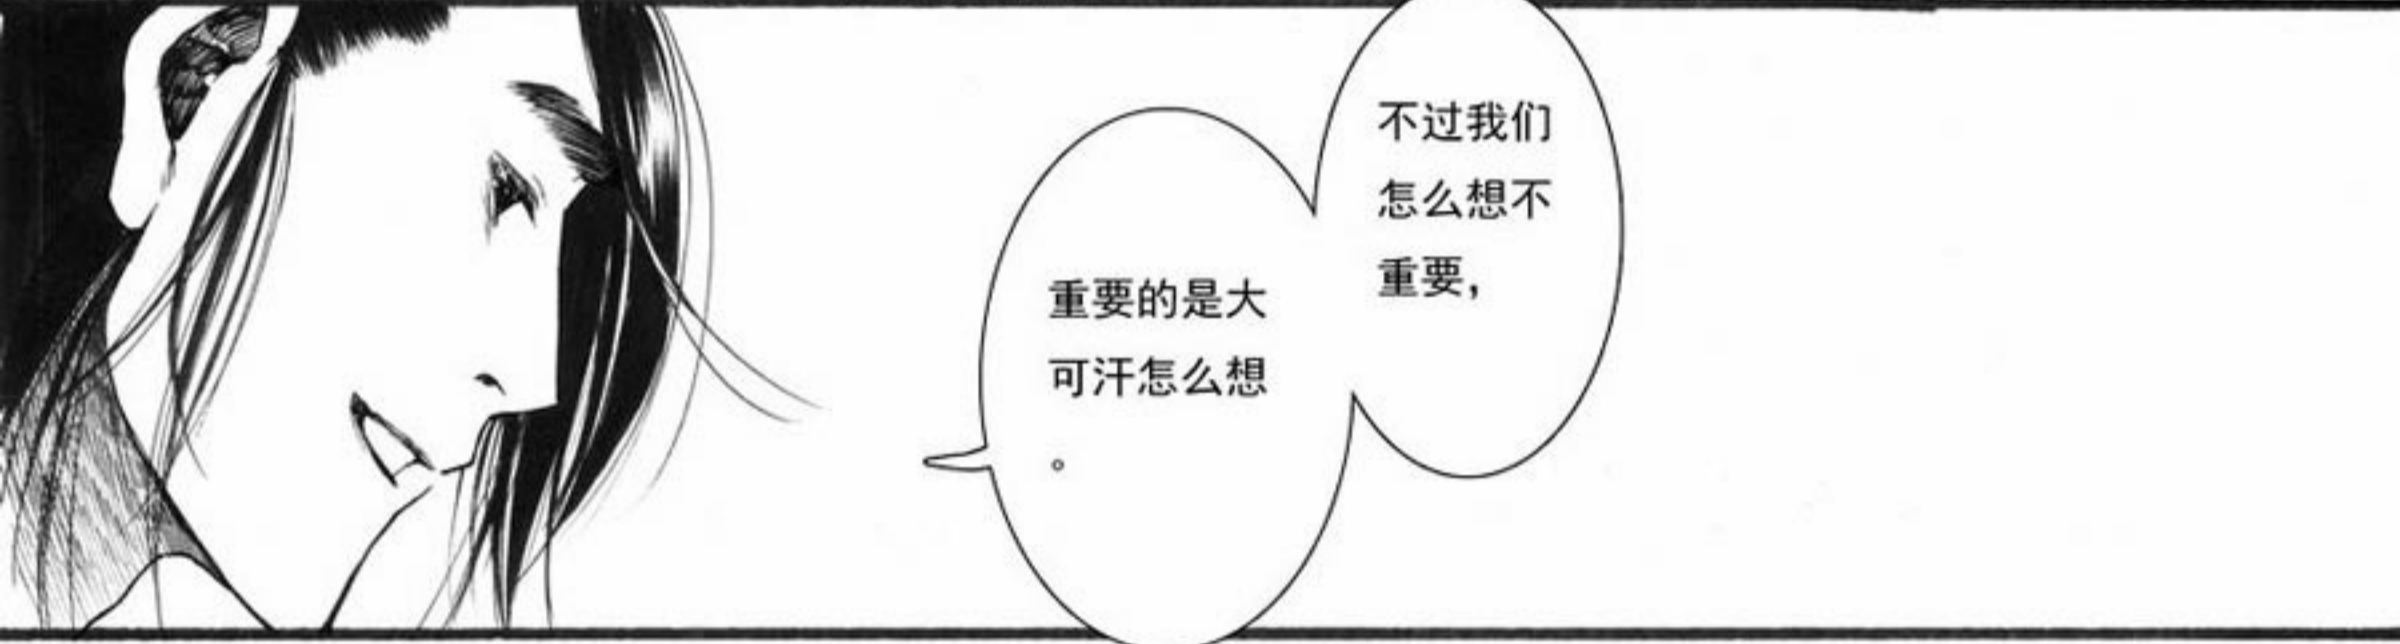 不过我们
怎么想不
重要，
重要的是大
可汗怎么想
。